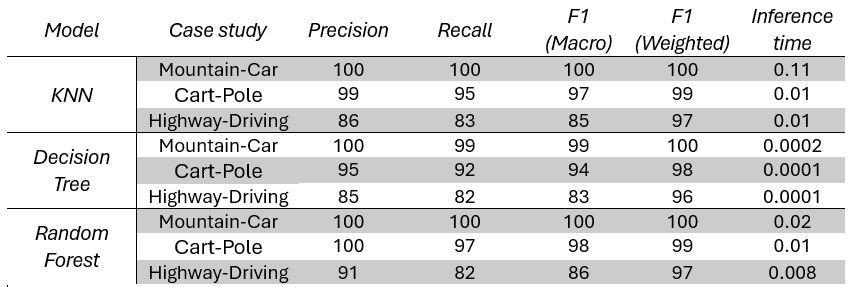 Model Case study Precision Recall F1 (Macro) F1 (Weighted) Inference time
KNN Mountain-Car 100 100 100 100 0.11
Cart-Pole 99 95 97 99 0.01
Highway-Driving 86 83 85 97 0.01
Decision Tree Mountain-Car 100 99 99 100 0.0002
Cart-Pole 95 92 94 98 0.0001
Highway-Driving 85 82 83 96 0.0001
Random Forest Mountain-Car 100 100 100 100 0.02
Cart-Pole 100 97 98 99 0.01
Highway-Driving 91 82 86 97 0.008